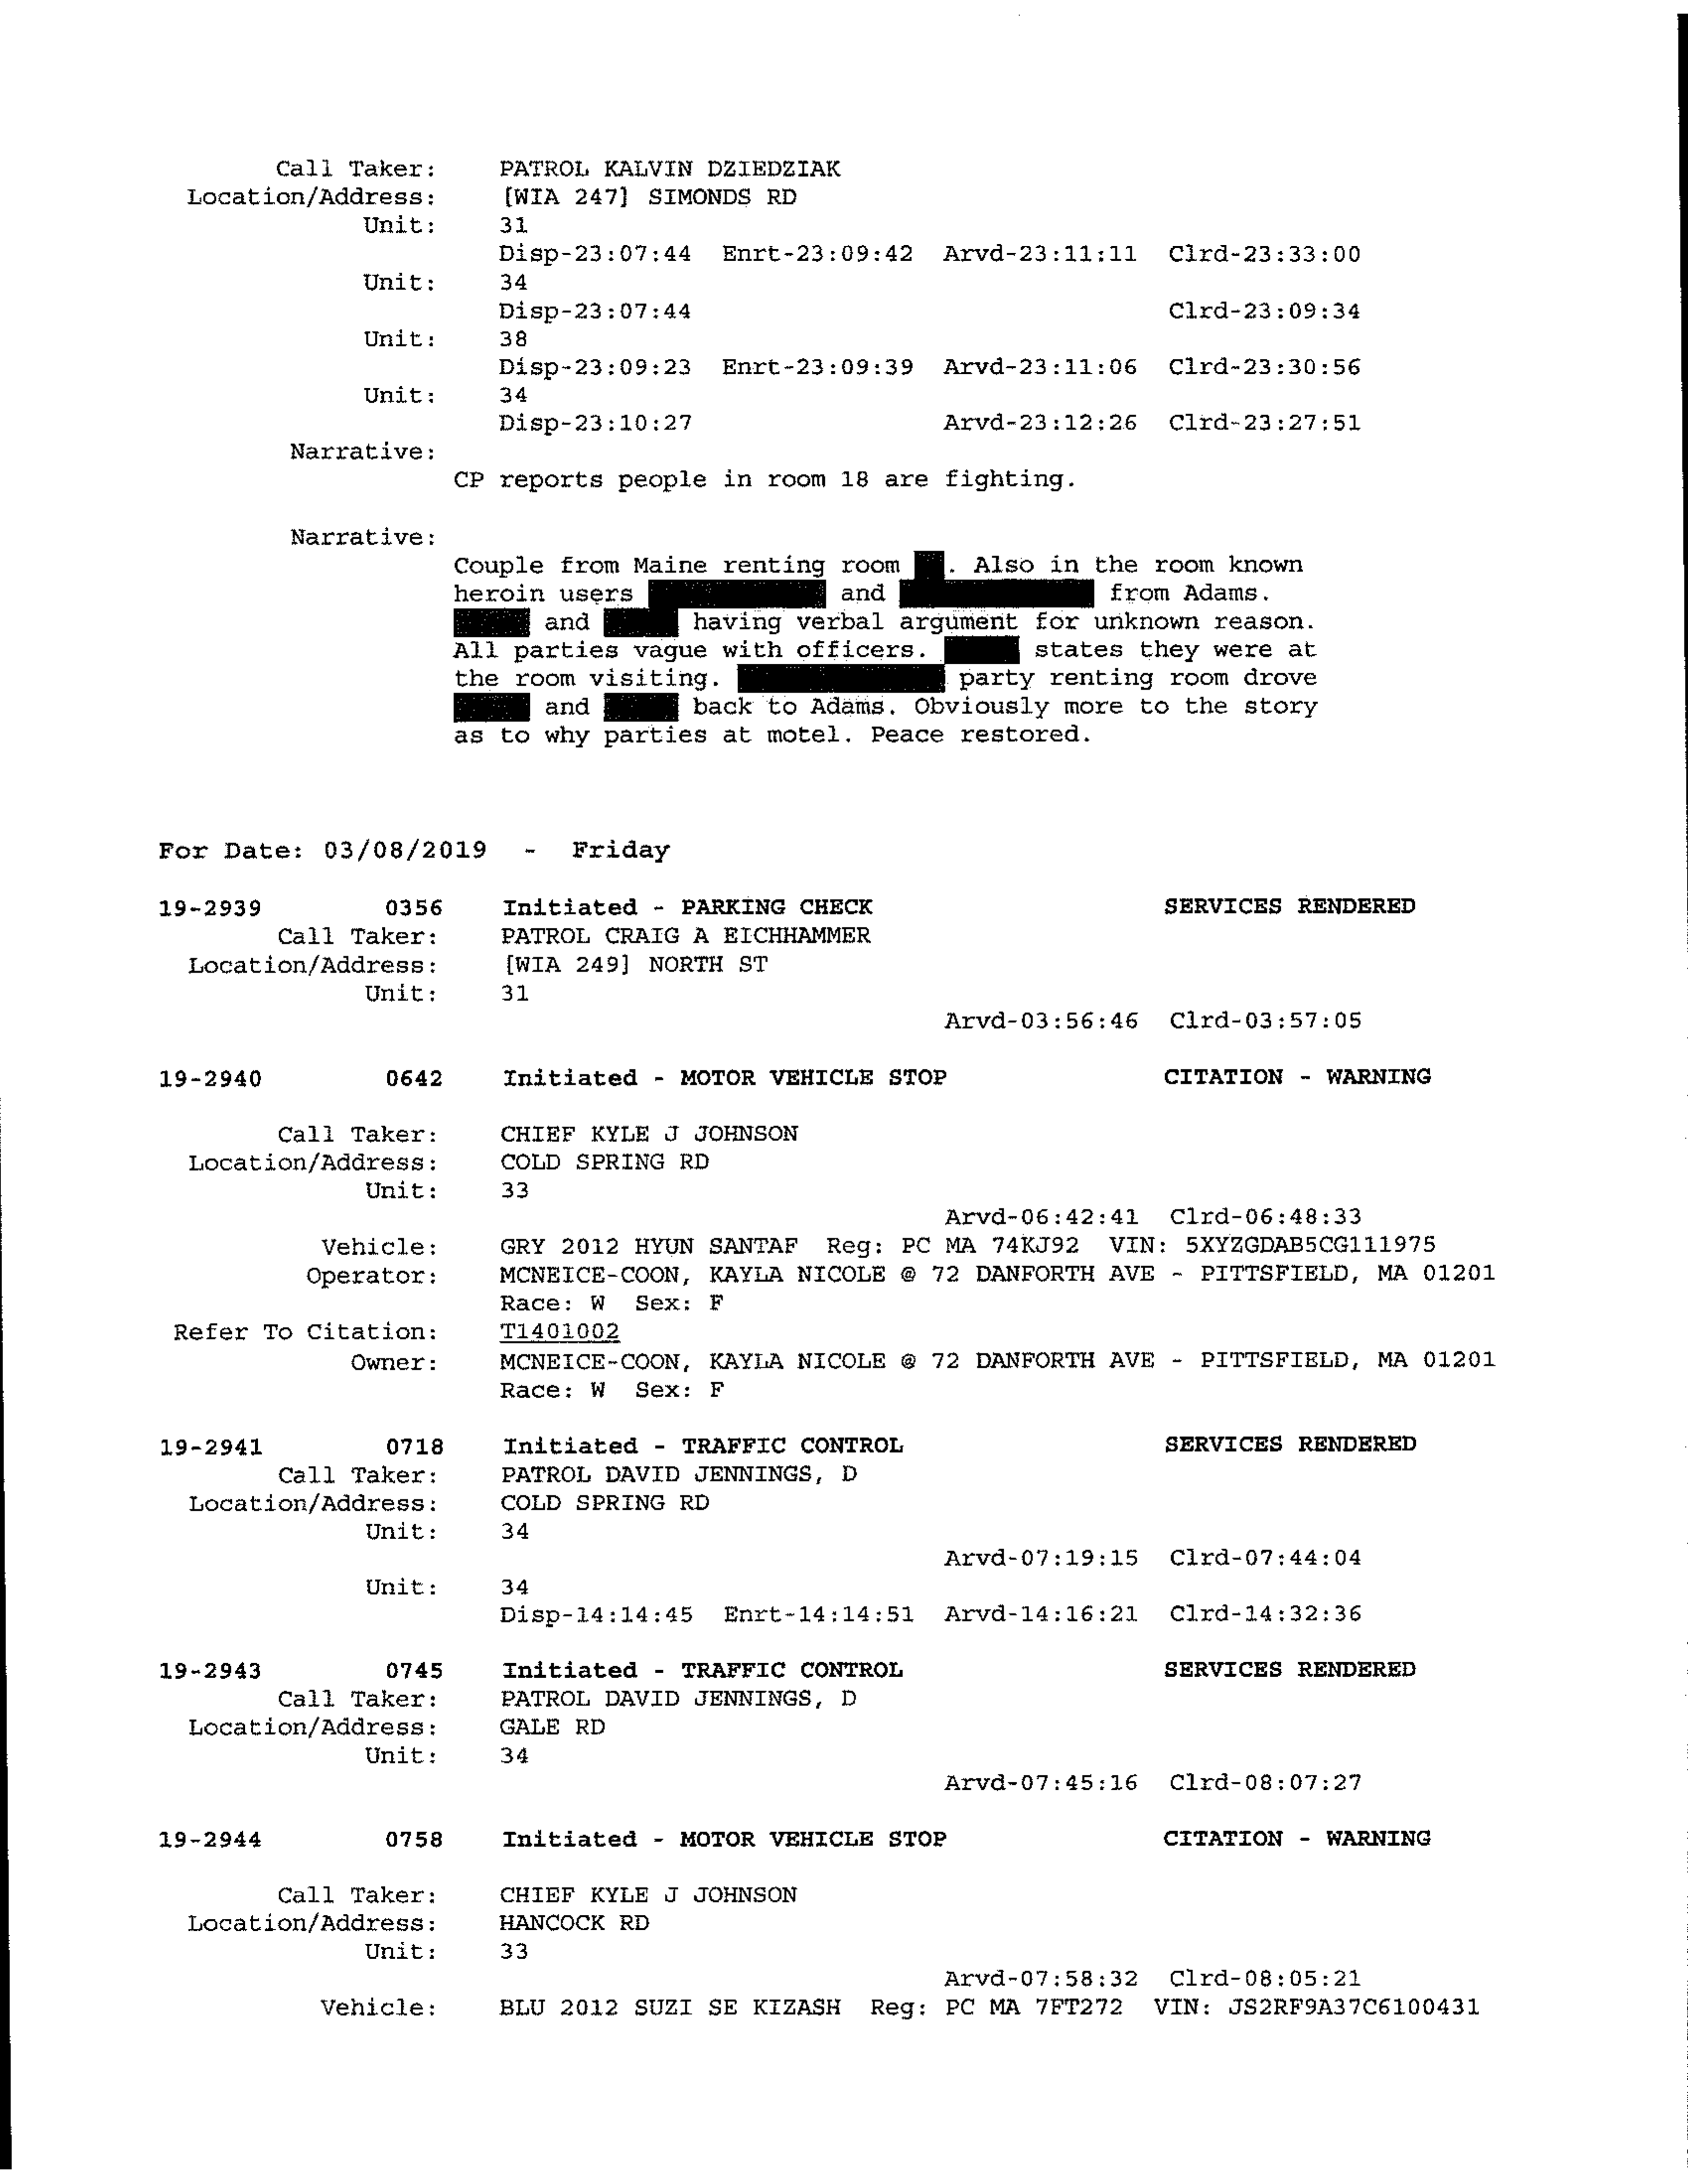 Call Taker: PATROL KALVIN DZIEDZIAK
Location/Address: [WIA 247] SIMONDS RD
Unit: 31
Disp-23:07:44 Enrt-23:09:42 Arvd-23:11:11 Clrd-23:33:00
Unit: 34
Disp-23:07:44 Clrd-23:09:34
Unit: 38
Disp-23:09:23 Enrt-23:09:39 Arvd-23:11:06 Clrd-23:30:56
Unit: 34
Disp-23:10:27 Arvd-23:12:26 Clrd-23:27:51
Narrative:
CP reports people in room 18 are fighting.
Narrative:
Couple from Maine renting room . Also in the room known
heroin users and from Adams.
and having verbal argument for unknown reason.
All parties vague with officers. states they were at
the room visiting. party renting room drove
and back to Adams. Obviously more to the story
as to why parties at motel. Peace restored.
For Date: 03/08/2019 - Friday
19-2939 0356 Initiated - PARKING CHECK SERVICES RENDERED
Call Taker: PATROL CRAIG A EICHHAMMER
Location/Address: [WIA 249] NORTH ST
Unit: 31
Arvd-03:56:46 Clrd-03:57:05
19-2940 0642 Initiated - MOTOR VEHICLE STOP CITATION - WARNING
Call Taker: CHIEF KYLE J JOHNSON
Location/Address: COLD SPRING RD
Unit: 33
Arvd-06:42:41 Clrd-06:48:33
Vehicle: GRY 2012 HYUN SANTAF Reg: PC MA 74KJ92 VIN: 5XYZGDAB5CG111975
Operator: MCNEICE-COON, KAYLA NICOLE @ 72 DANFORTH AVE - PITTSFIELD, MA 01201
Race: W Sex: F
Refer To Citation: T1401002
Owner: MCNEICE-COON, KAYLA NICOLE @ 72 DANFORTH AVE - PITTSFIELD, MA 01201
Race: W Sex: F
19-2941 0718 Initiated - TRAFFIC CONTROL SERVICES RENDERED
Call Taker: PATROL DAVID JENNINGS, D
Location/Address: COLD SPRING RD
Unit: 34
Arvd-07:19:15 Clrd-07:44:04
Unit: 34
Disp-14:14:45 Enrt-14:14:51 Arvd-14:16:21 Clrd-14:32:36
19-2943 0745 Initiated - TRAFFIC CONTROL SERVICES RENDERED
Call Taker: PATROL DAVID JENNINGS, D
Location/Address: GALE RD
Unit: 34
Arvd-07:45:16 Clrd-08:07:27
19-2944 0758 Initiated - MOTOR VEHICLE STOP CITATION - WARNING
Call Taker: CHIEF KYLE J JOHNSON
Location/Address: HANCOCK RD
Unit: 33
Arvd-07:58:32 Clrd-08:05:21
Vehicle: BLU 2012 SUZI SE KIZASH Reg: PC MA 7FT272 VIN: JS2RF9A37C6100431